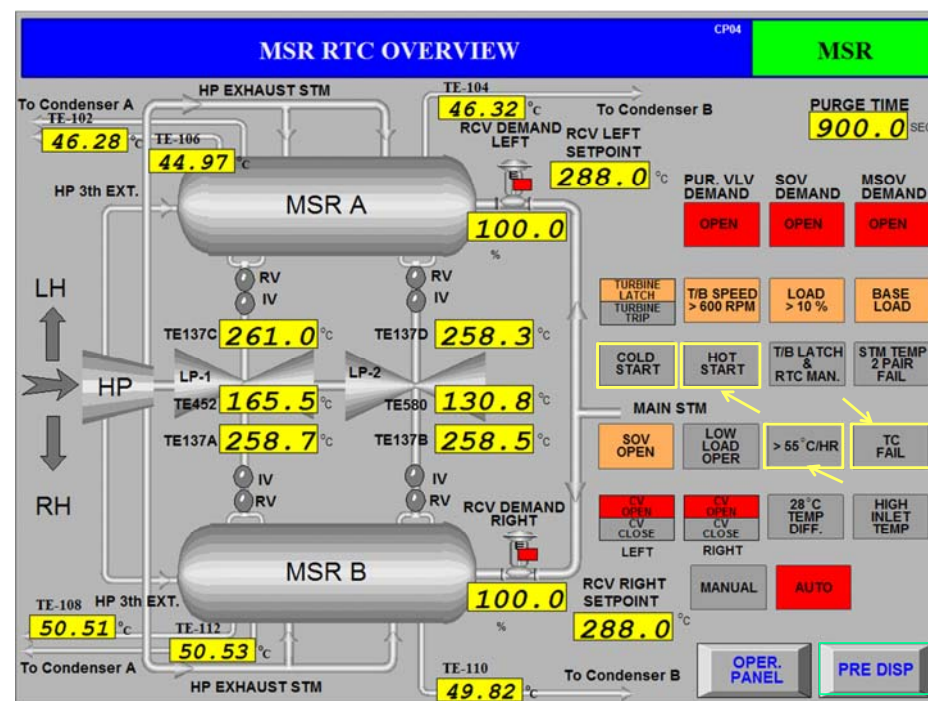 CP04
MSR RTC OVERVIEW
MSR
HP EXHAUST STM
TE-104
To Condenser A
46.32 °C
To Condenser B
PURGE TIME
TE-102
46.28 °C
TE-106
44.97 °C
RCV DEMAND
LEFT
RCV LEFT
SETPOINT
288.0 °C
900.0 SEC
HP 3th EXT.
MSR A
100.0
%
PUR. VLV
DEMAND
SOV
DEMAND
MSOV
DEMAND
OPEN
OPEN
OPEN
RV
IV
RV
IV
LH
TURBINE
LATCH
TURBINE
TRIP
T/B SPEED
> 600 RPM
LOAD
> 10 %
BASE
LOAD
TE137C
261.0 °C
TE137D
258.3 °C
COLD
START
HOT
START
T/B LATCH
&
RTC MAN.
STM TEMP
2 PAIR
FAIL
HP
LP-1
LP-2
TE452
165.5 °C
TE580
130.8 °C
MAIN STM
TE137A
258.7 °C
TE137B
258.5 °C
SOV
OPEN
LOW
LOAD
OPER
> 55°C/HR
TC
FAIL
IV
RV
IV
RV
RH
RCV DEMAND
RIGHT
CV
OPEN
CV
CLOSE
LEFT
CV
OPEN
CV
CLOSE
RIGHT
28°C
TEMP
DIFF.
HIGH
INLET
TEMP
MSR B
100.0
%
RCV RIGHT
SETPOINT
288.0 °C
MANUAL
AUTO
TE-108
HP 3th EXT.
50.51 °C
TE-112
50.53 °C
To Condenser A
HP EXHAUST STM
TE-110
49.82 °C
To Condenser B
OPER.
PANEL
PRE DISP